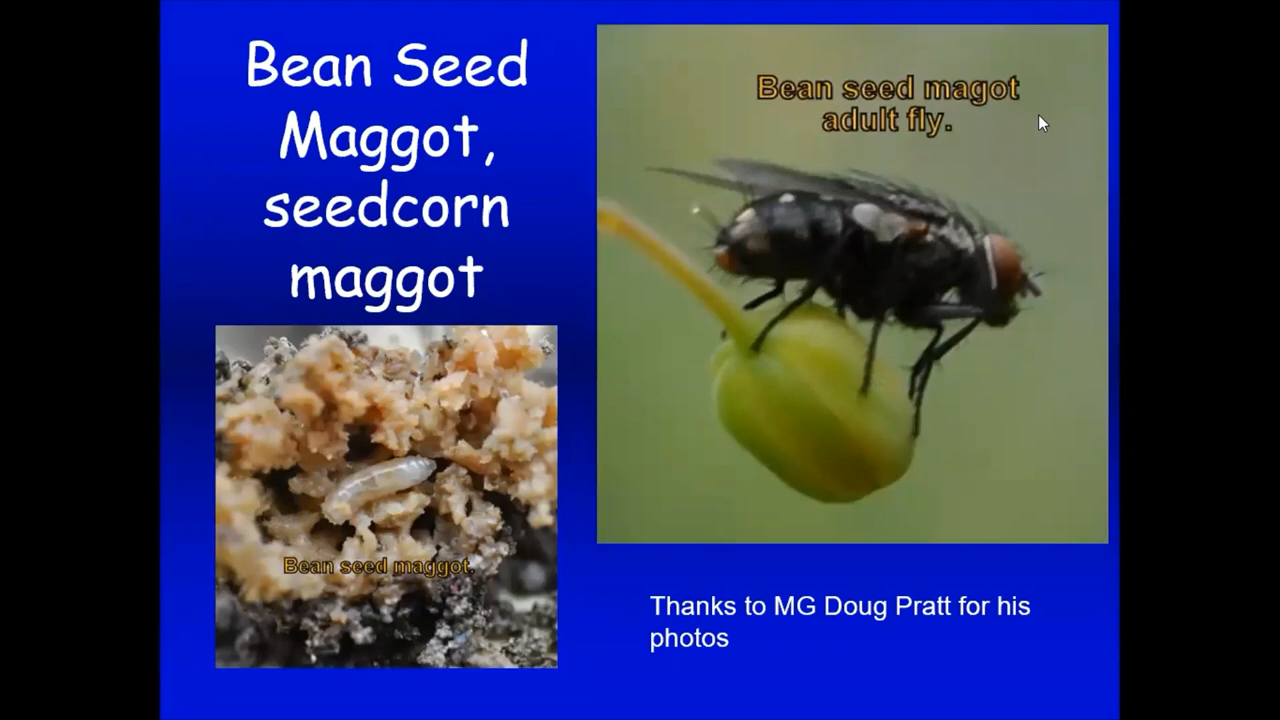 Bean Seed
Maggot,
seedcorn
maggot
Bean seed magot
adult fly.
Bean seed maggot.
Thanks to MG Doug Pratt for his
photos